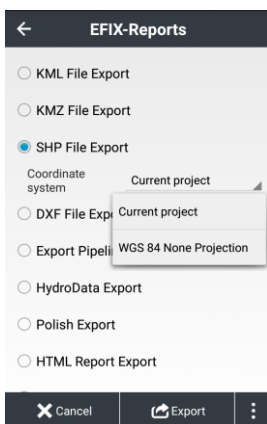 EFIX-Reports
KML File Export
KMZ File Export
SHP File Export
Coordinate
system
Current project
DXF File Expo
Current project
Export Pipeli
WGS 84 None Projection
HydroData Export
Polish Export
HTML Report Export
Cancel
Export